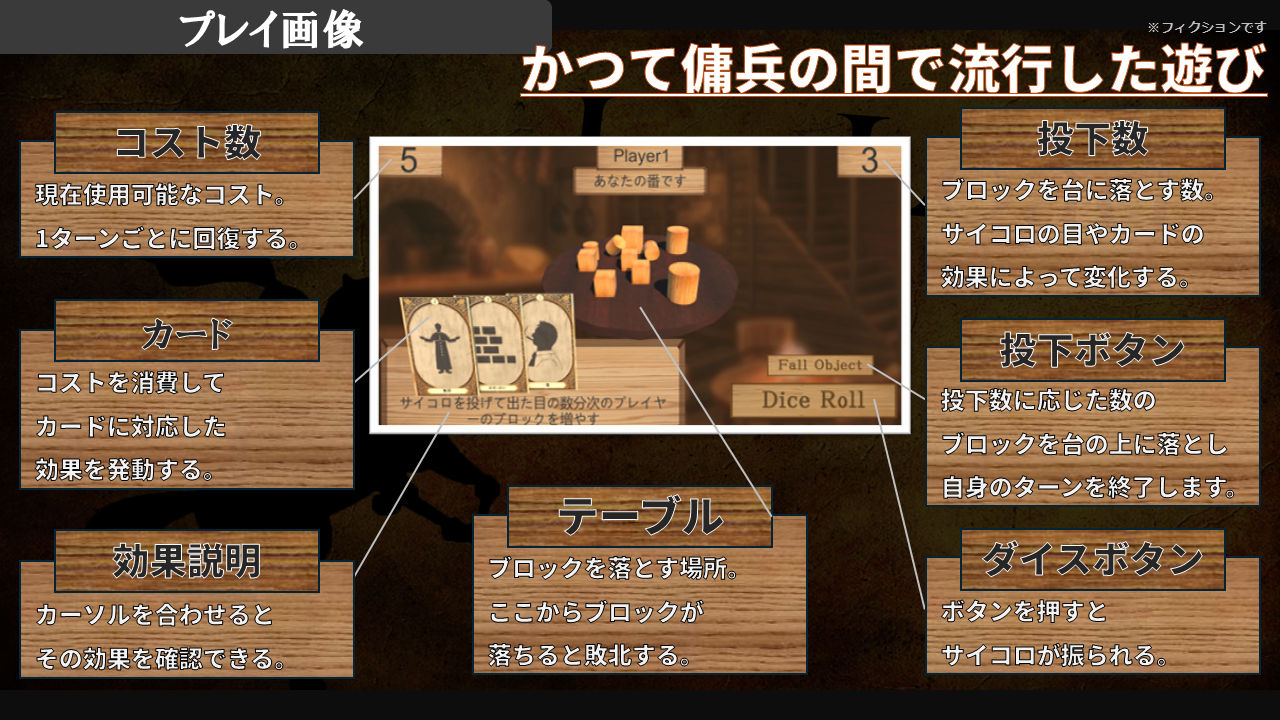 プレイ画像
※フィクションです
かつて傭兵の間で流行した遊び
コスト数
現在使用可能なコスト。
1ターンごとに回復する。
カード
コストを消費して
カードに対応した
効果を発動する。
効果説明
カーソルを合わせると
その効果を確認できる。
5
Player1
あなたの番です
3
サイコロを投げて出た目の数分次のプレイヤ
ーのブロックを増やす
Fall Object
Dice Roll
テーブル
ブロックを落とす場所。
ここからブロックが
落ちると敗北する。
投下数
ブロックを台に落とす数。
サイコロの目やカードの
効果によって変化する。
投下ボタン
投下数に応じた数の
ブロックを台の上に落とし
自身のターンを終了します。
ダイスボタン
ボタンを押すと
サイコロが振られる。